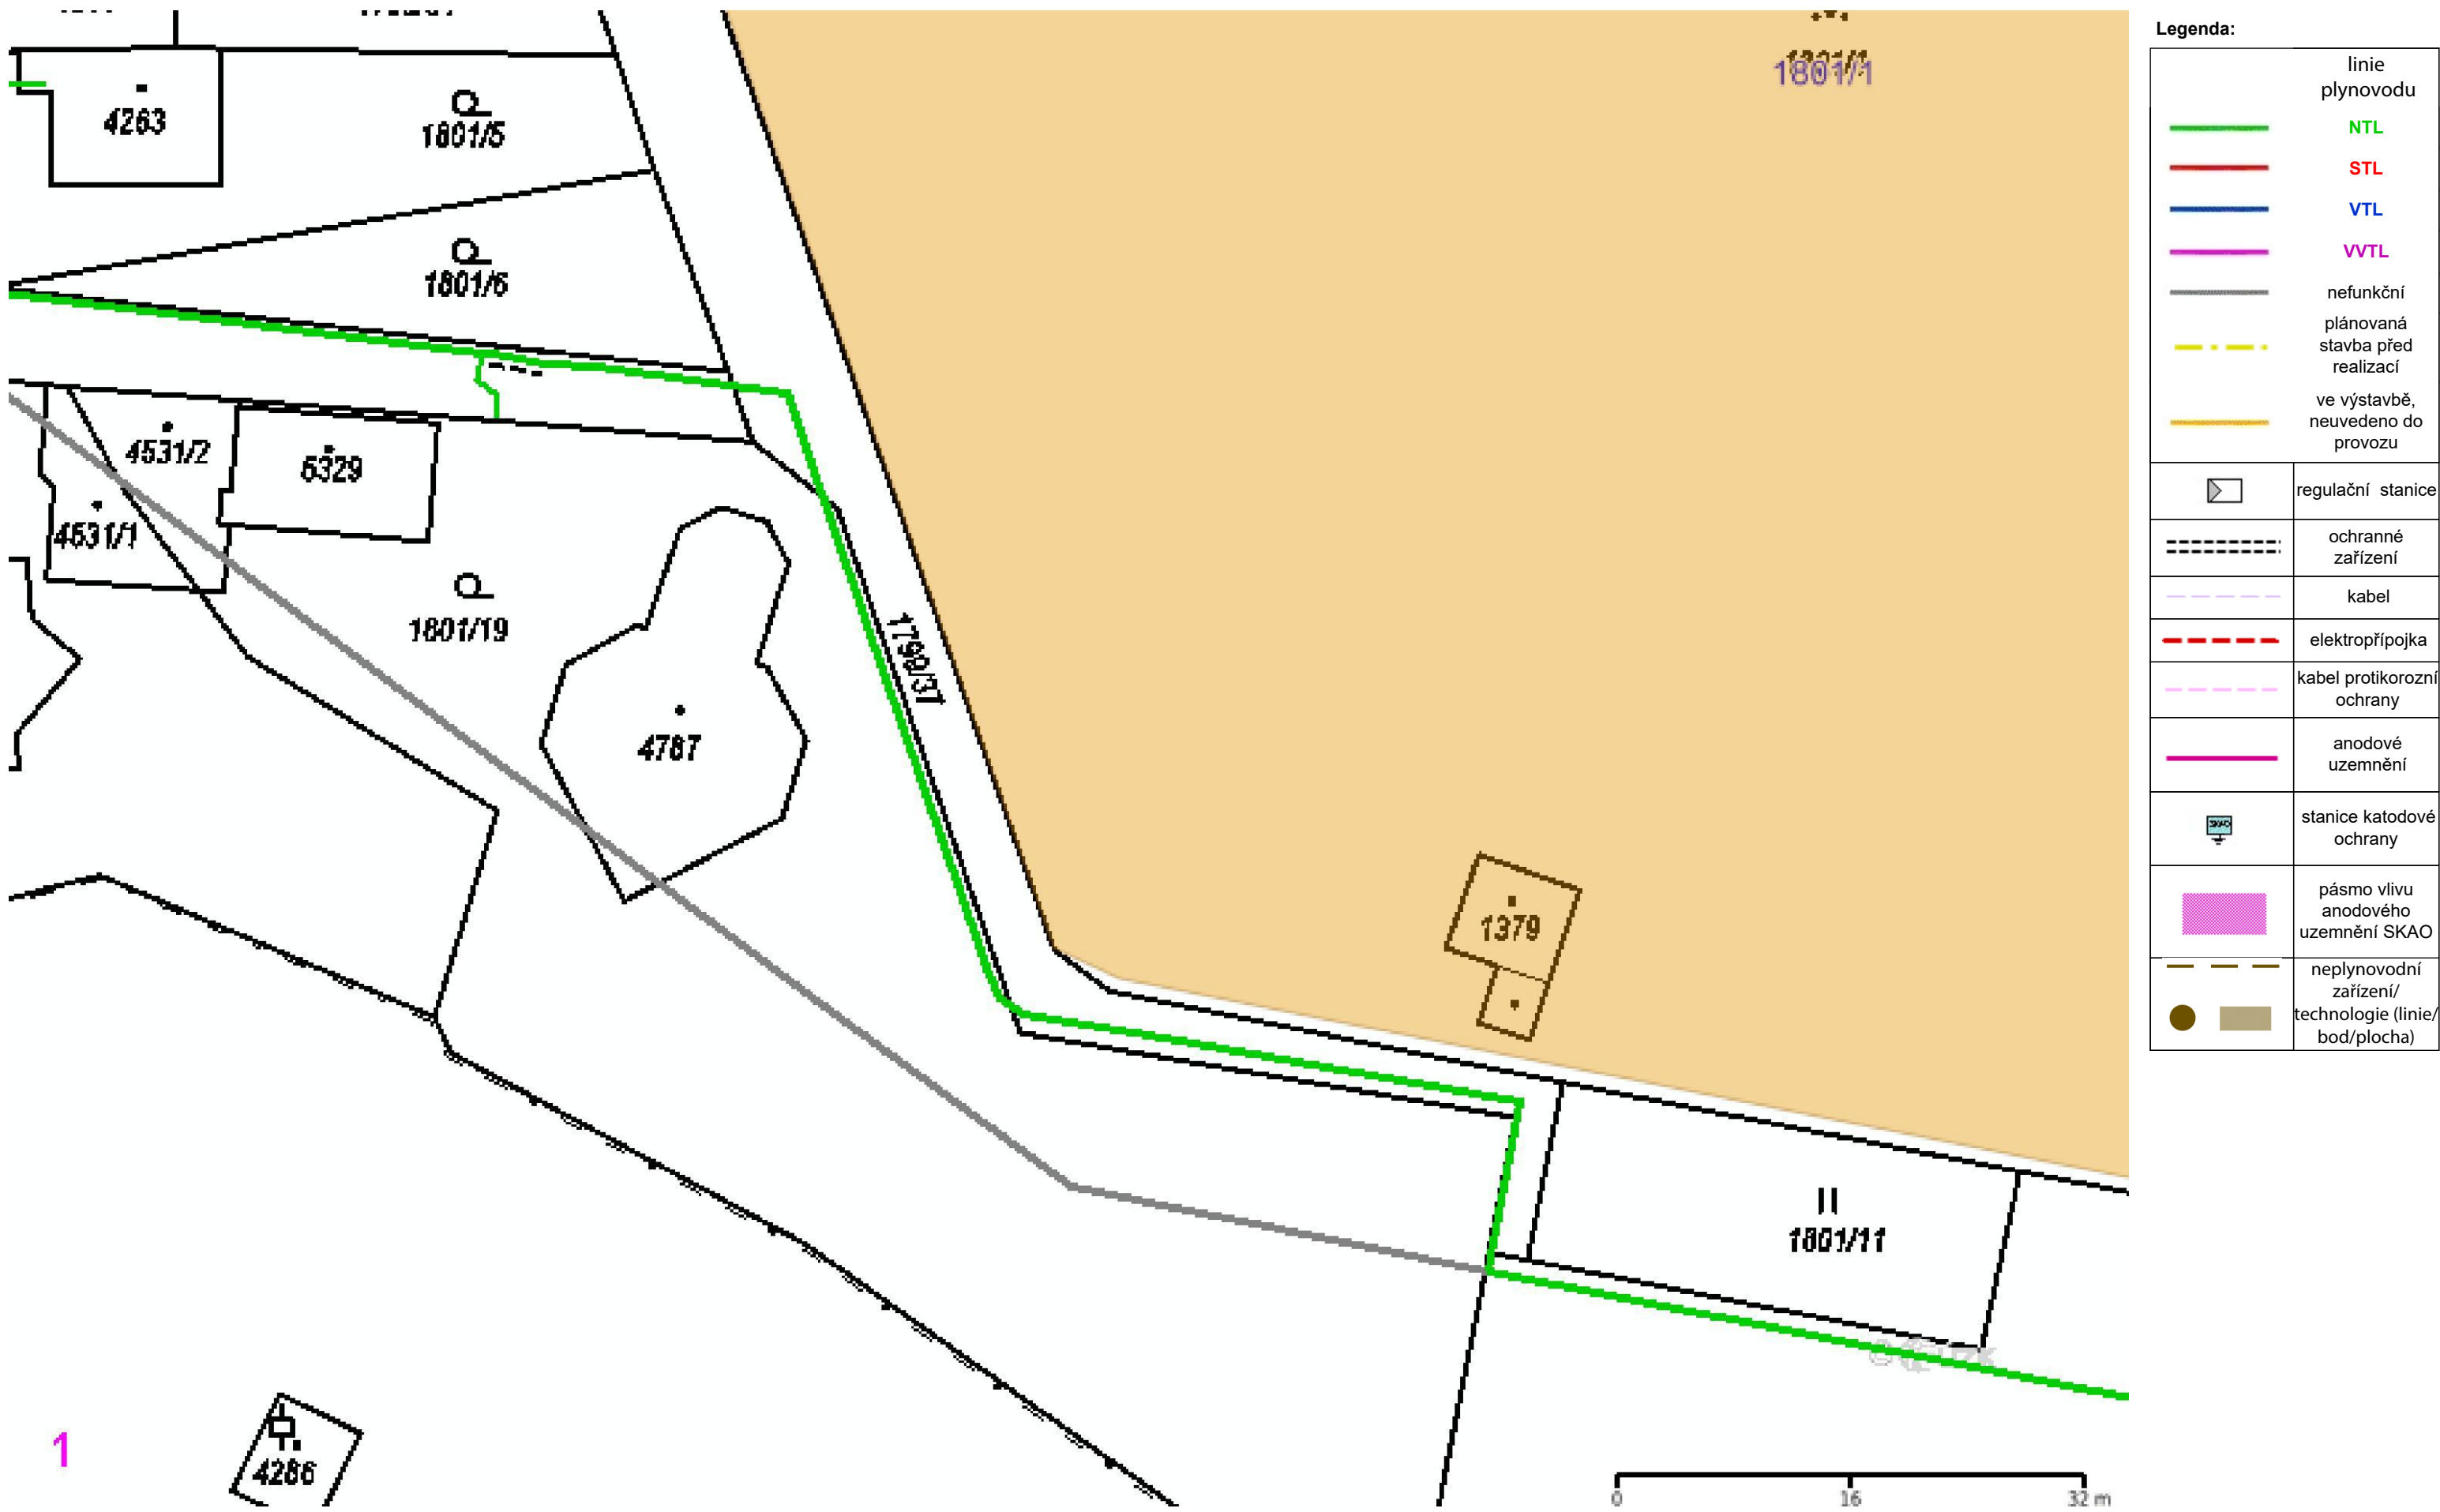 1801/1
4263
1801/5
1801/6
4531/2
6329
4531/1
1801/19
1798/37
4787
1379
1801/11
1
4286
0 16 32 m
Legenda:
linie
plynovodu
NTL
STL
VTL
VVTL
nefunkční
plánovaná
stavba před
realizací
ve výstavbě,
neuvedeno do
provozu
regulační stanice
ochranné
zařízení
kabel
elektropřípojka
kabel protikorozní
ochrany
anodové
uzemnění
SKAO
stanice katodové
ochrany
pásmo vlivu
anodového
uzemnění SKAO
neplynovodní
zařízení/
technologie (linie/
bod/plocha)